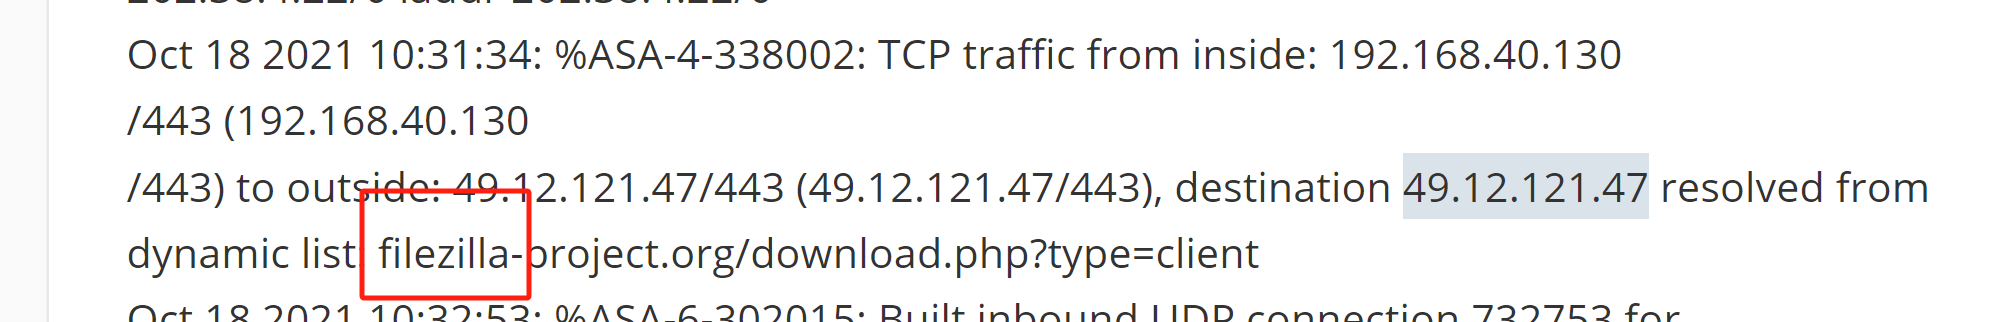 Oct 18 2021 10:31:34: %ASA-4-338002: TCP traffic from inside: 192.168.40.130
/443 (192.168.40.130
/443) to outside: 49.12.121.47/443 (49.12.121.47/443), destination 49.12.121.47 resolved from
dynamic list: filezilla-project.org/download.php?type=client
Oct 18 2021 10:32:53: %ASA-6-302015: Built inbound UDP connection 732753 for